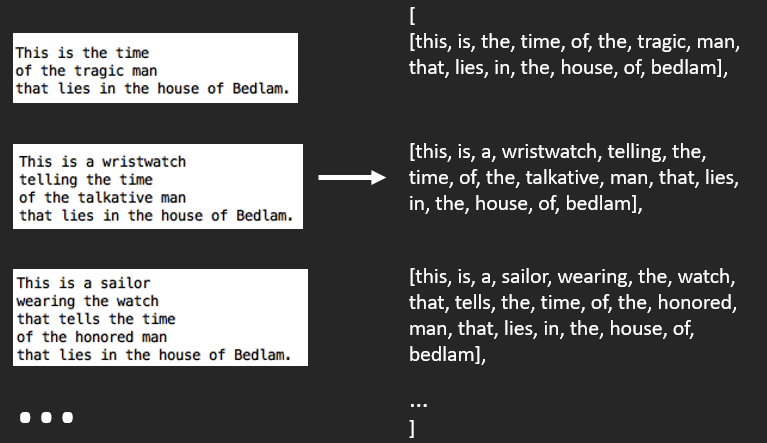 This is the time
of the tragic man
that lies in the house of Bedlam.
This is a wristwatch
telling the time
of the talkative man
that lies in the house of Bedlam.
This is a sailor
wearing the watch
that tells the time
of the honored man
that lies in the house of Bedlam.
...
[
[this, is, the, time, of, the, tragic, man,
that, lies, in, the, house, of, bedlam],
[this, is, a, wristwatch, telling, the,
time, of, the, talkative, man, that, lies,
in, the, house, of, bedlam],
[this, is, a, sailor, wearing, the, watch,
that, tells, the, time, of, the, honored,
man, that, lies, in, the, house, of,
bedlam],
...
]